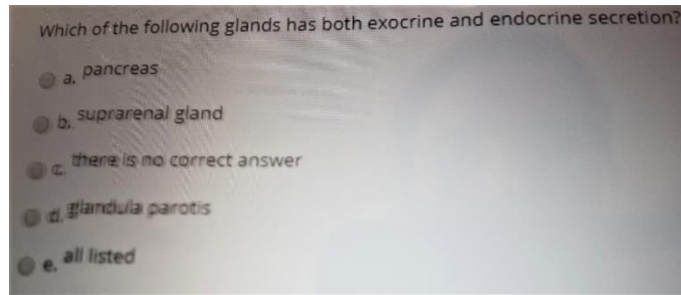 Which of the following glands has both exocrine and endocrine secretion?
a. pancreas
b. suprarenal gland
c. there is no correct answer
d. glandula parotis
e. all listed